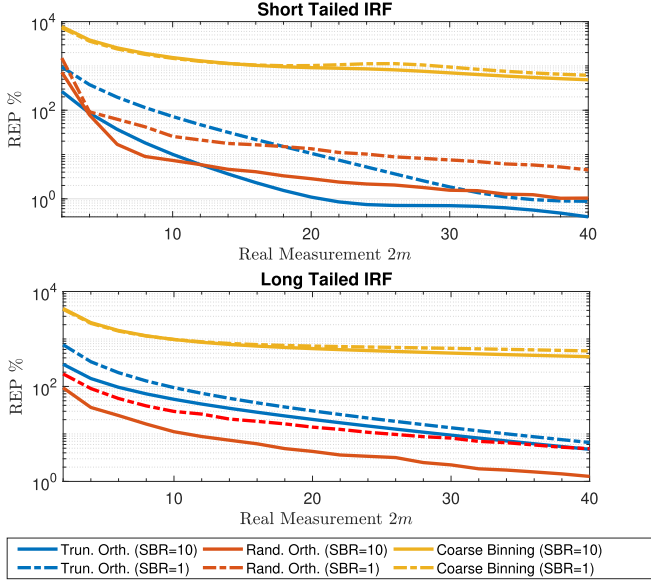 Short Tailed IRF
10^4
10^2
10^0
REP %
10 20 30 40
Real Measurement 2m
Long Tailed IRF
10^4
10^2
10^0
REP %
10 20 30 40
Real Measurement 2m
Trun. Orth. (SBR=10) Rand. Orth. (SBR=10) Coarse Binning (SBR=10)
Trun. Orth. (SBR=1) Rand. Orth. (SBR=1) Coarse Binning (SBR=1)